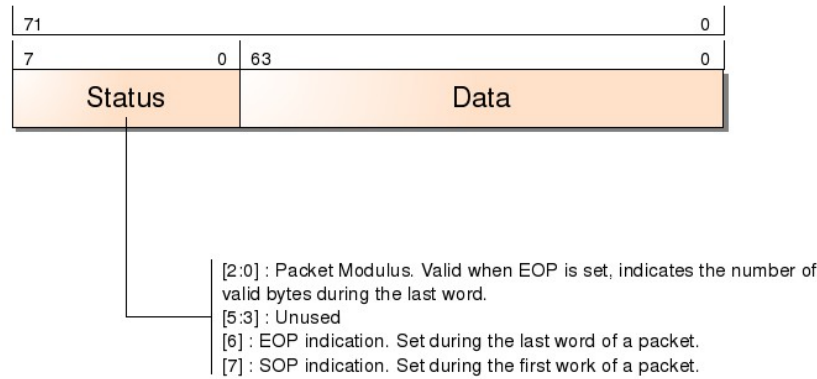 71 0
7 0 63 0
Status Data
[2:0] : Packet Modulus. Valid when EOP is set, indicates the number of
valid bytes during the last word.
[5:3] : Unused
[6] : EOP indication. Set during the last word of a packet.
[7] : SOP indication. Set during the first work of a packet.